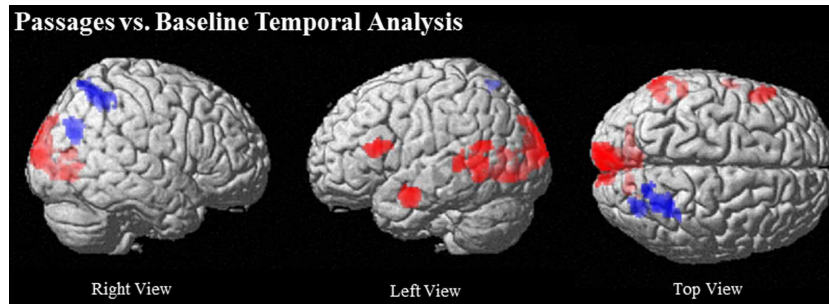 Passages vs. Baseline Temporal Analysis
Right View
Left View
Top View